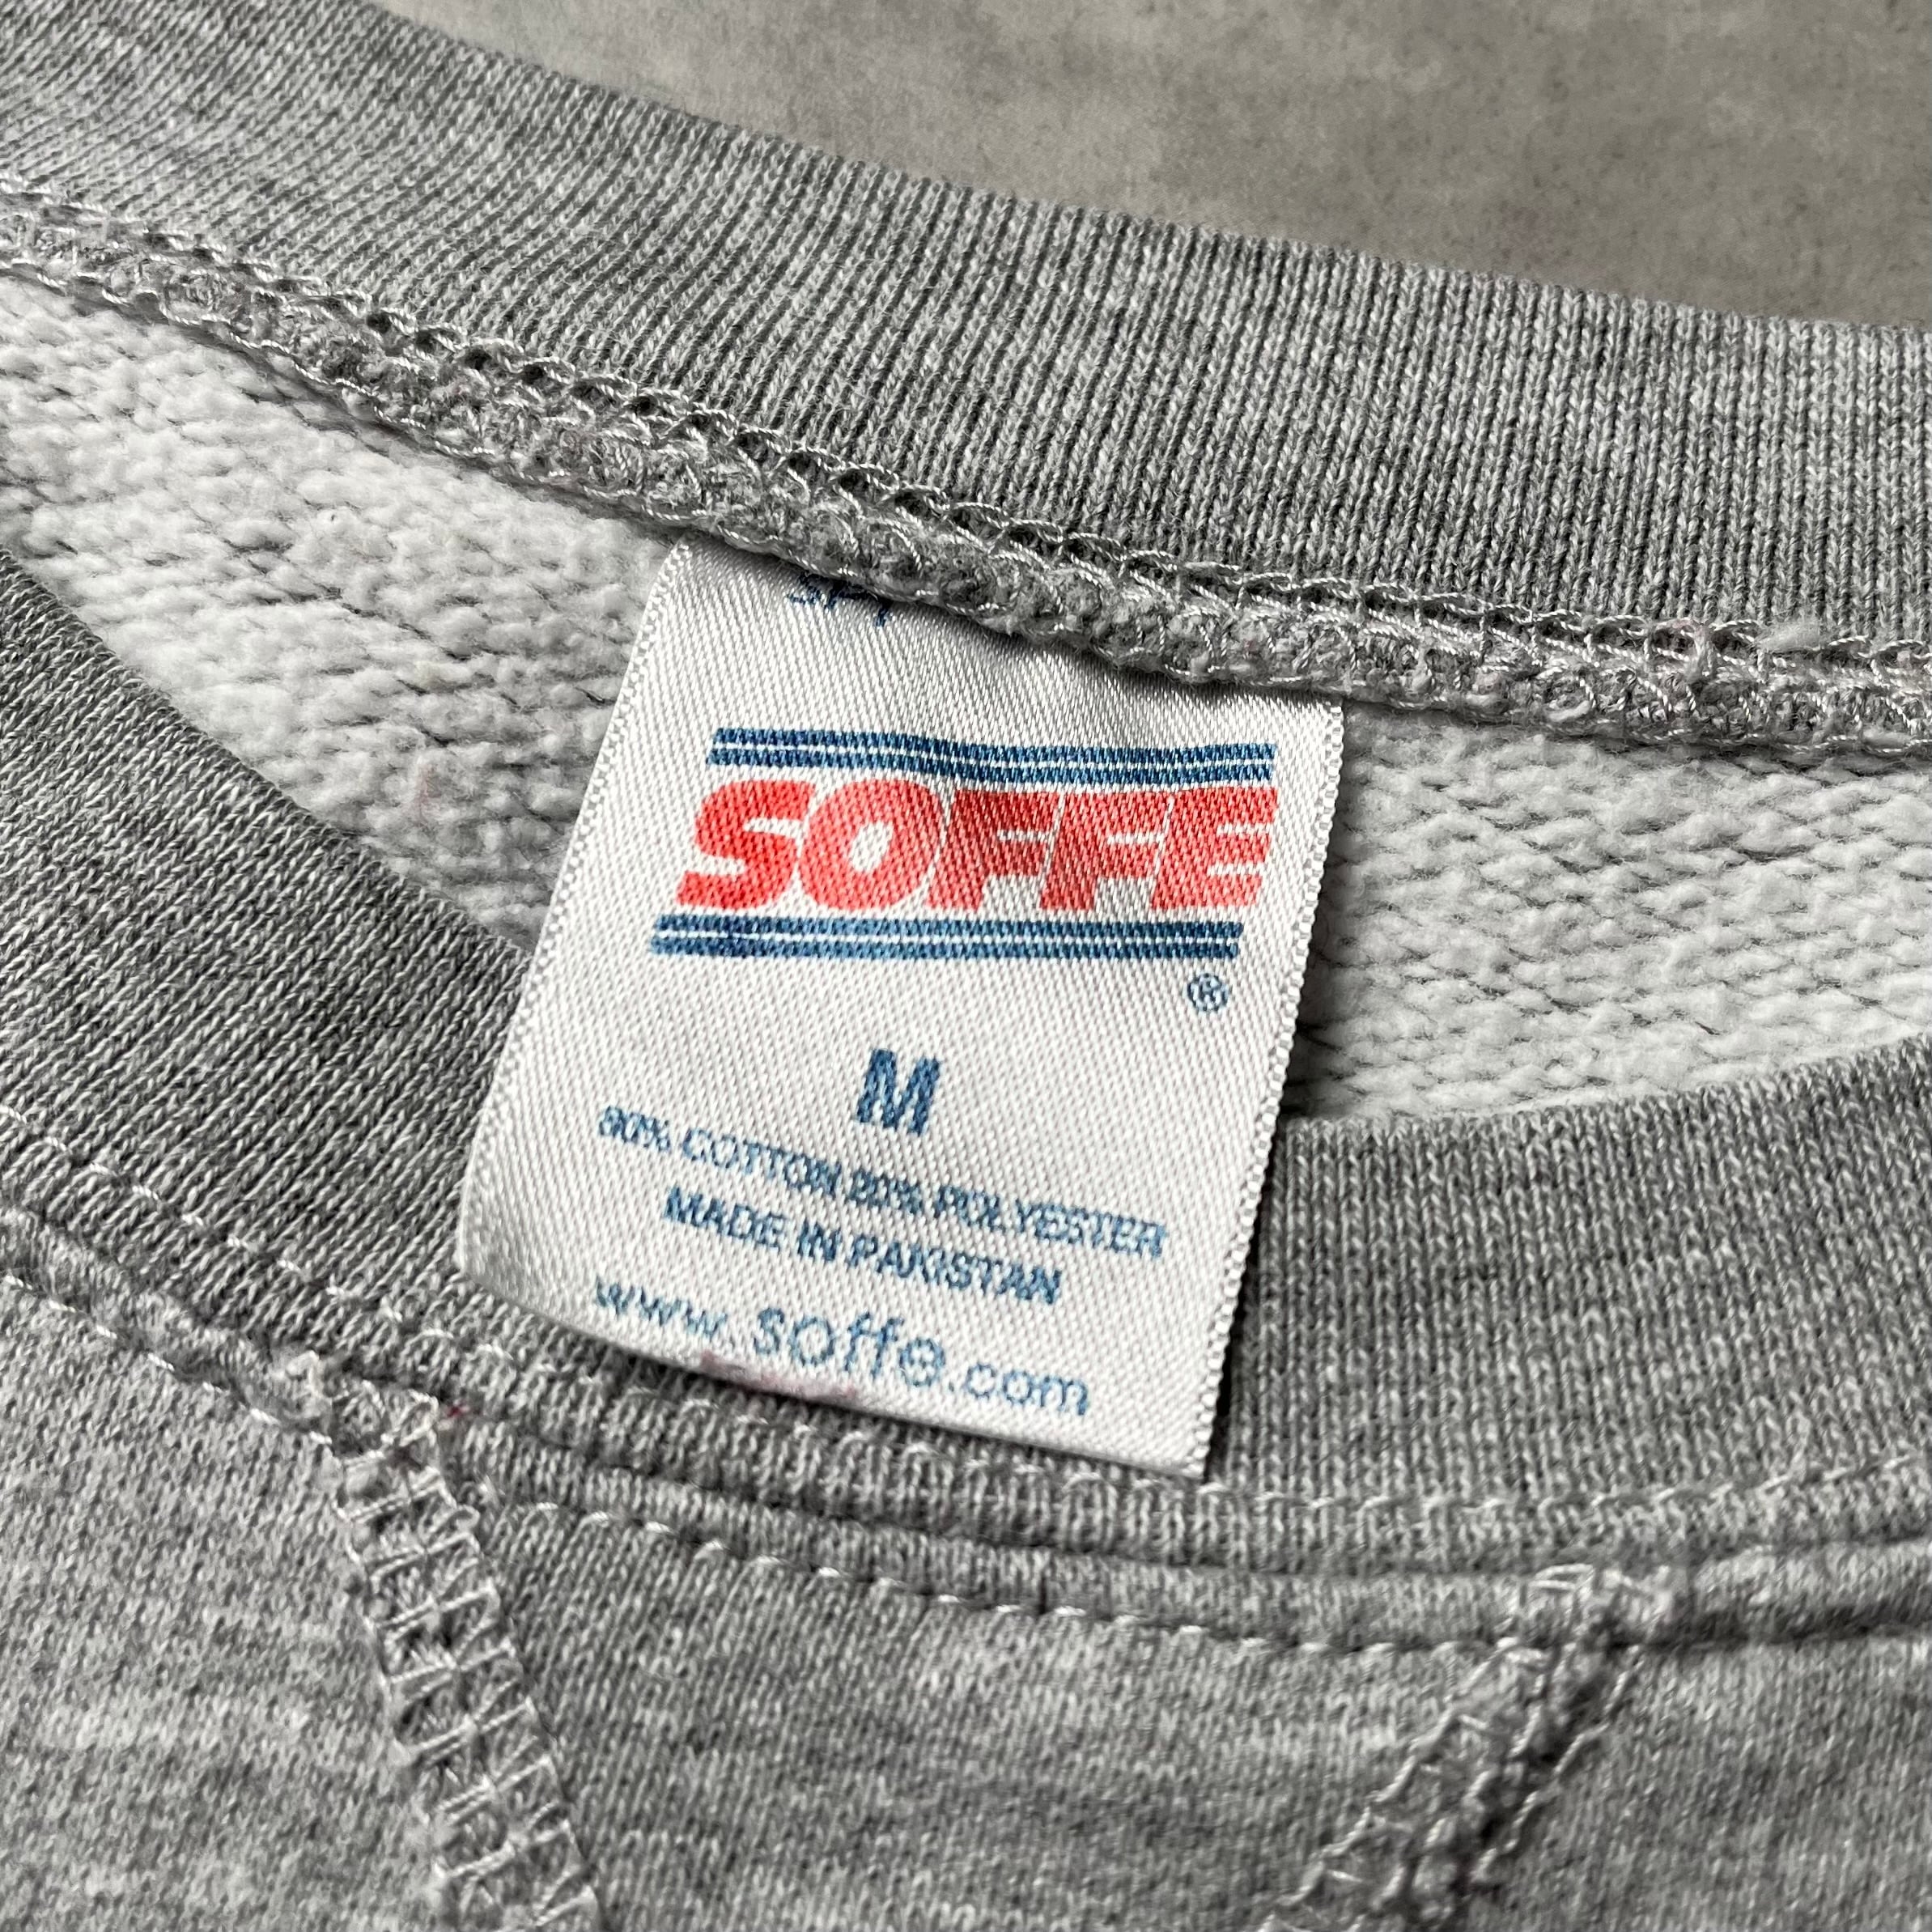 SOFFE
®
M
80% COTTON 20% POLYESTER
MADE IN PAKISTAN
www.soffe.com